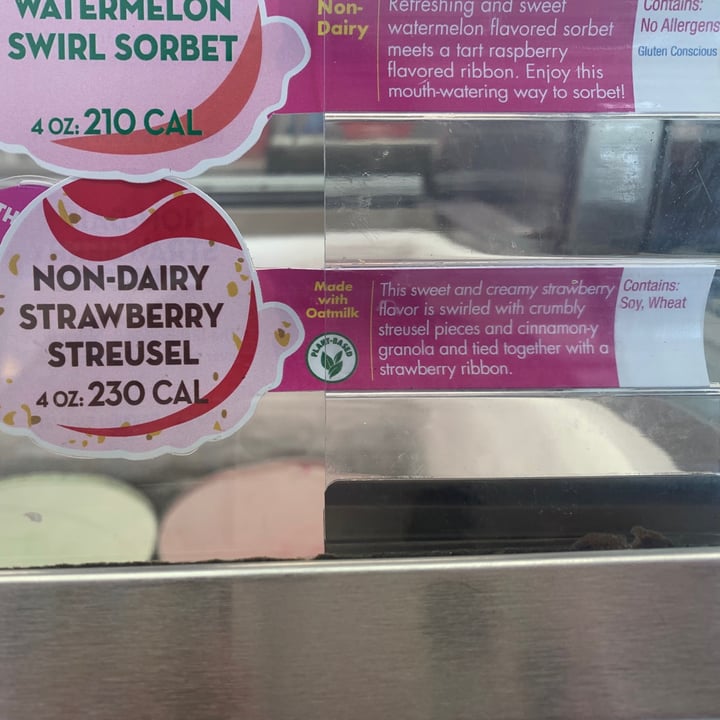 WATERMELON
SWIRL SORBET
4 OZ: 210 CAL
Non-
Dairy
Refreshing and sweet
watermelon flavored sorbet
meets a tart raspberry
flavored ribbon. Enjoy this
mouth-watering way to sorbet!
Contains:
No Allergens
Gluten Conscious
TH
NON-DAIRY
STRAWBERRY
STREUSEL
4 OZ: 230 CAL
Made
with
Oatmilk
PLANT-BASED
This sweet and creamy strawberry
flavor is swirled with crumbly
streusel pieces and cinnamon-y
granola and tied together with a
strawberry ribbon.
Contains:
Soy, Wheat